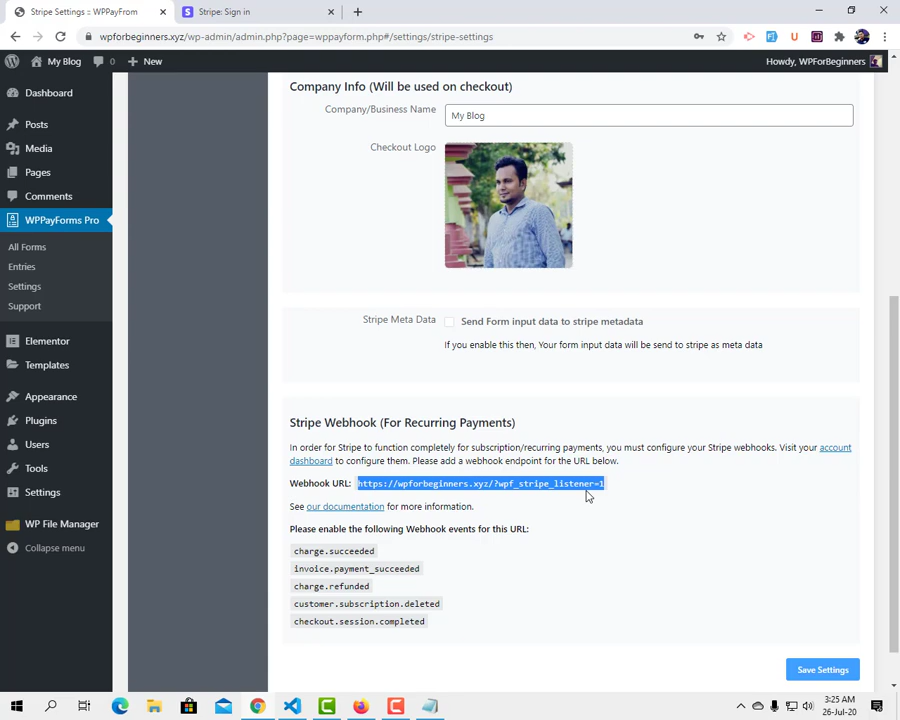 Stripe Settings :: WPPayFrom
Stripe: Sign in
wpforbeginners.xyz/wp-admin/admin.php?page=wppayform.php#/settings/stripe-settings
My Blog
0
New
Howdy, WPForBeginners
Dashboard
Posts
Media
Pages
Comments
WPPayForms Pro
All Forms
Entries
Settings
Support
Elementor
Templates
Appearance
Plugins
Users
Tools
Settings
WP File Manager
Collapse menu
Company Info (Will be used on checkout)
Company/Business Name
My Blog
Checkout Logo
Stripe Meta Data
Send Form input data to stripe metadata
If you enable this then, Your form input data will be send to stripe as meta data
Stripe Webhook (For Recurring Payments)
In order for Stripe to function completely for subscription/recurring payments, you must configure your Stripe webhooks. Visit your account
dashboard to configure them. Please add a webhook endpoint for the URL below.
Webhook URL: https://wpforbeginners.xyz/?wpf_stripe_listener=1
See our documentation for more information.
Please enable the following Webhook events for this URL:
charge.succeeded
invoice.payment_succeeded
charge.refunded
customer.subscription.deleted
checkout.session.completed
Save Settings
3:25 AM
26-Jul-20